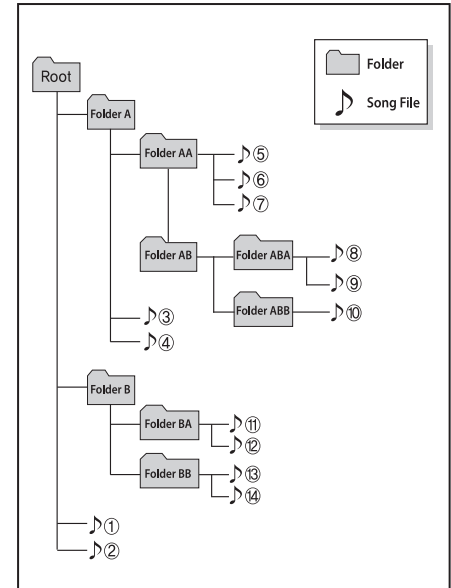 Folder
Song File
Root
Folder A
Folder AA
⑤
⑥
⑦
Folder AB
Folder ABA
⑧
⑨
Folder ABB
⑩
③
④
Folder B
Folder BA
⑪
⑫
Folder BB
⑬
⑭
①
②